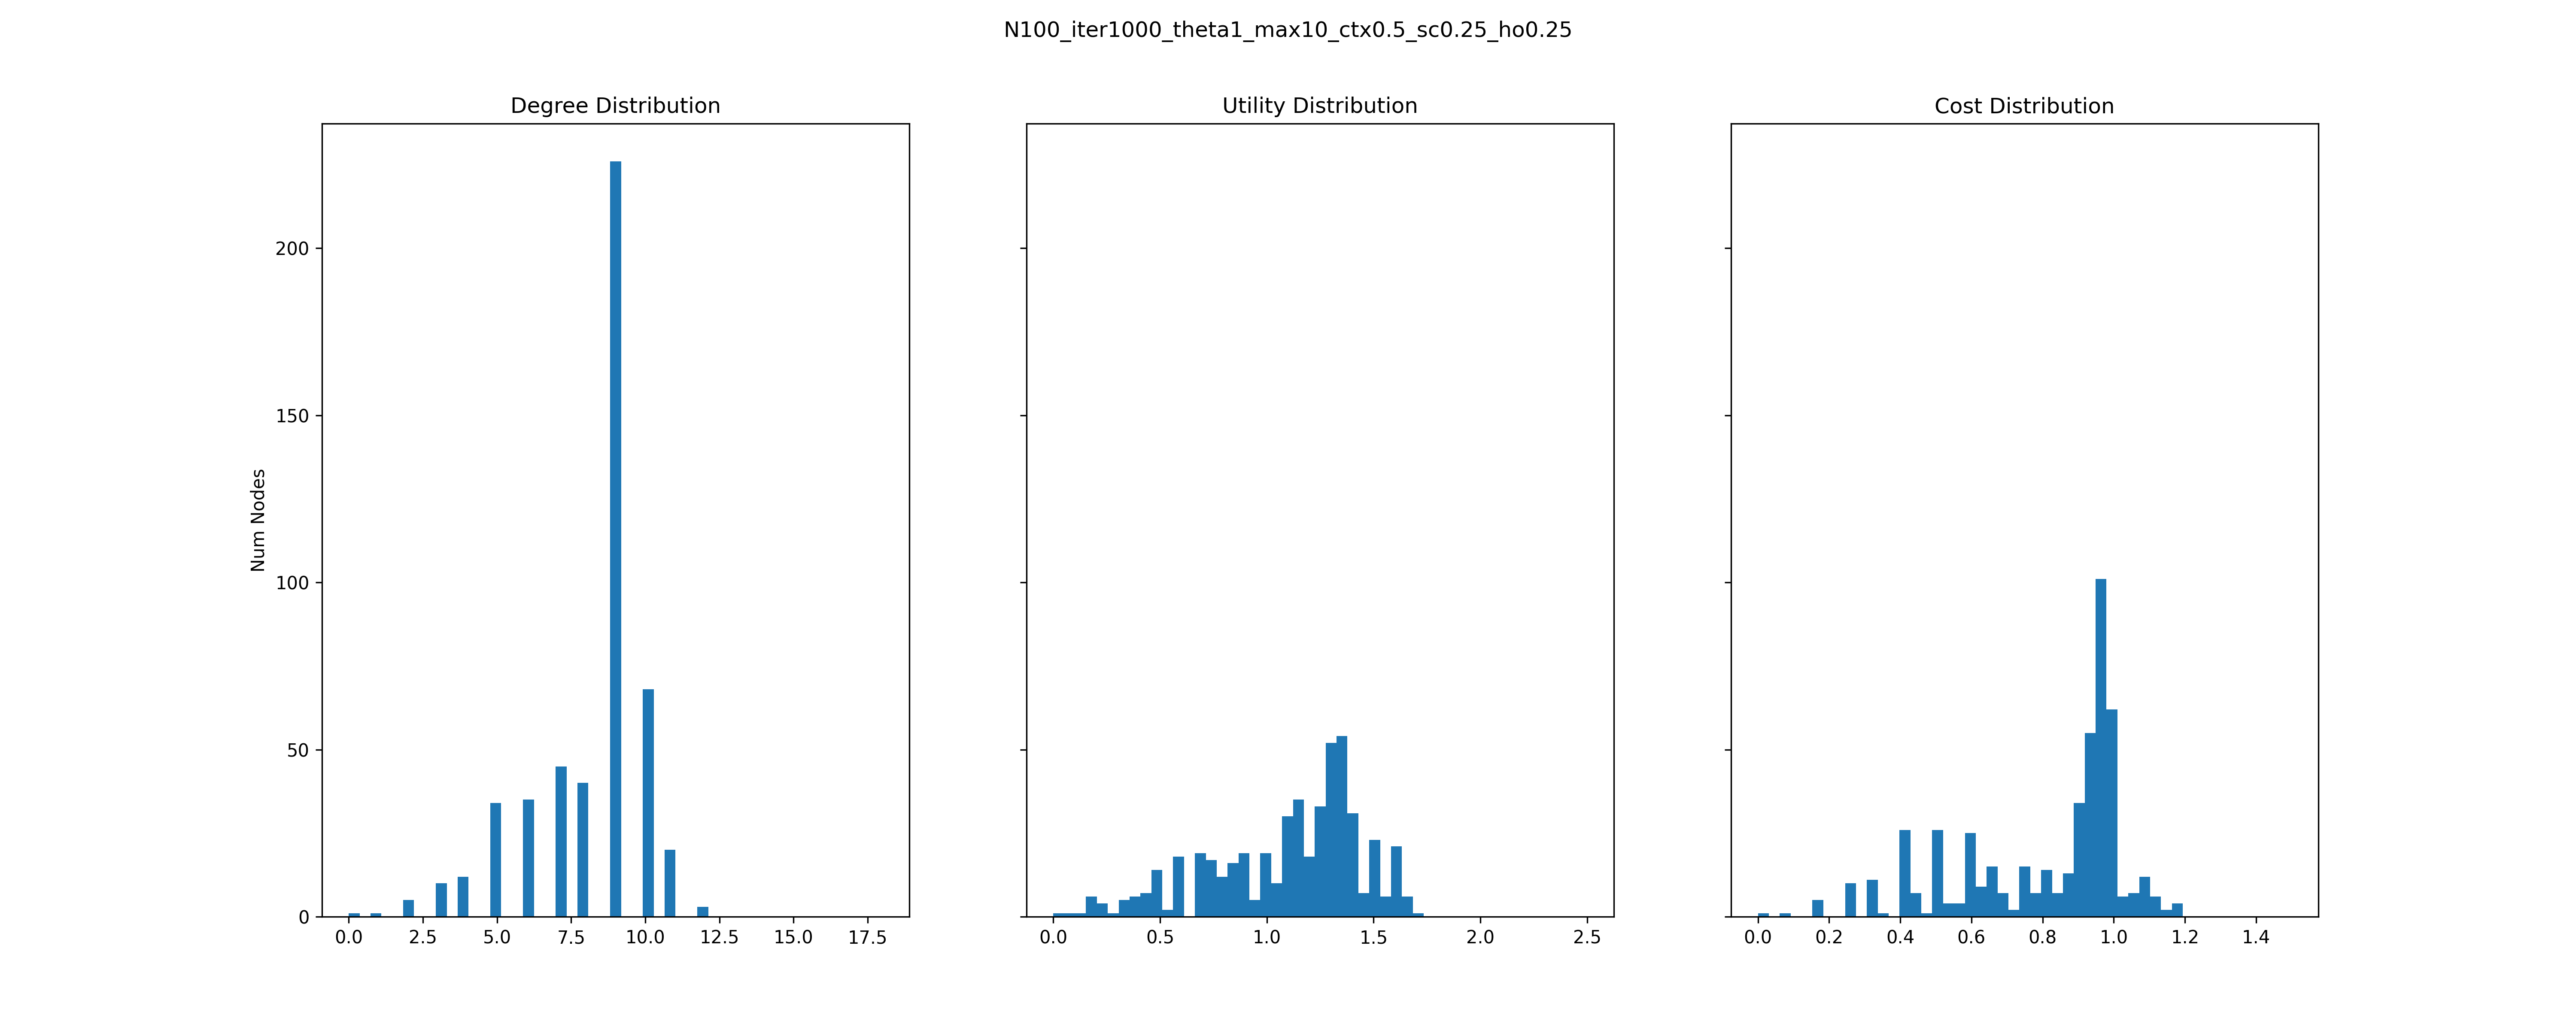 N100_iter1000_theta1_max10_ctx0.5_sc0.25_ho0.25
Degree Distribution
Utility Distribution
Cost Distribution
Num Nodes
200
150
100
50
0
0.0 2.5 5.0 7.5 10.0 12.5 15.0 17.5
0.0 0.5 1.0 1.5 2.0 2.5
0.0 0.2 0.4 0.6 0.8 1.0 1.2 1.4